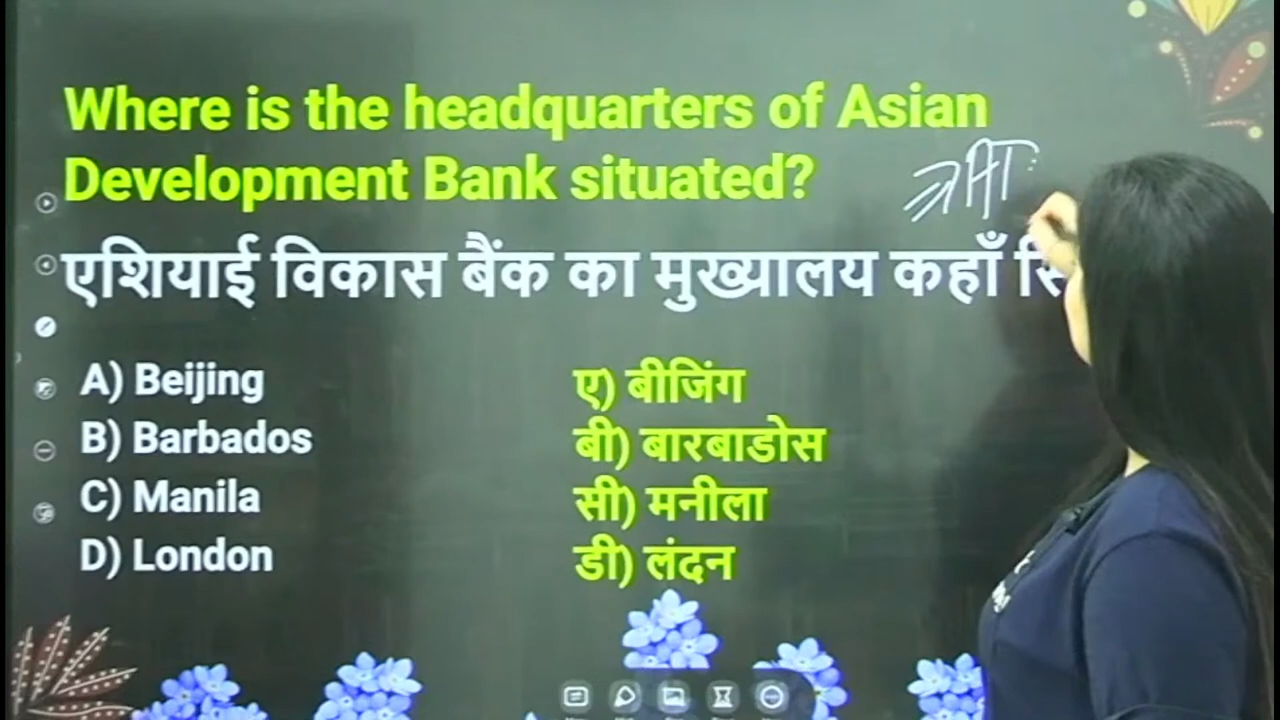 Where is the headquarters of Asian
Development Bank situated?
एशियाई विकास बैंक का मुख्यालय कहाँ
A) Beijing
B) Barbados
C) Manila
D) London
ए) बीजिंग
बी) बारबाडोस
सी) मनीला
डी) लंदन